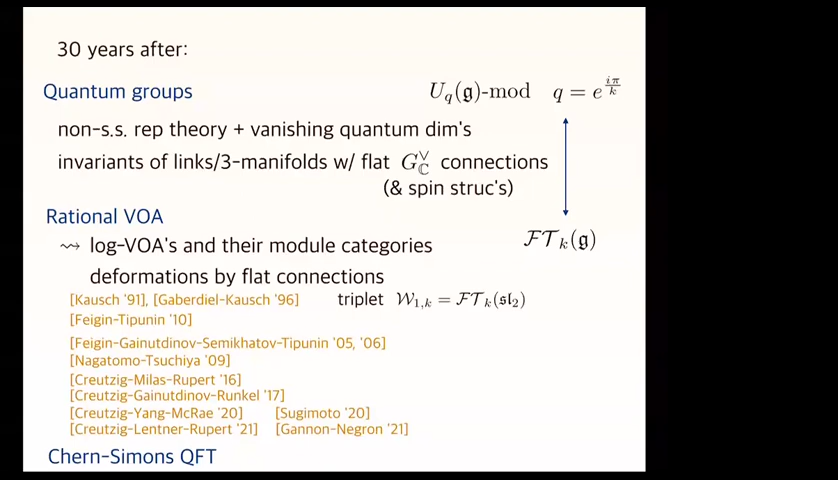 30 years after:
Quantum groups
U_q(𝔤)-mod q = e^{iπ/k}
non-s.s. rep theory + vanishing quantum dim's
invariants of links/3-manifolds w/ flat G_ℂ^∨ connections
(& spin struc's)
Rational VOA
ℱ𝒯_k(𝔤)
⇝ log-VOA's and their module categories
deformations by flat connections
[Kausch '91], [Gaberdiel-Kausch '96] triplet 𝒲_{1,k} = ℱ𝒯_k(𝔰𝔩_2)
[Feigin-Tipunin '10]
[Feigin-Gainutdinov-Semikhatov-Tipunin '05, '06]
[Nagatomo-Tsuchiya '09]
[Creutzig-Milas-Rupert '16]
[Creutzig-Gainutdinov-Runkel '17]
[Creutzig-Yang-McRae '20] [Sugimoto '20]
[Creutzig-Lentner-Rupert '21] [Gannon-Negron '21]
Chern-Simons QFT